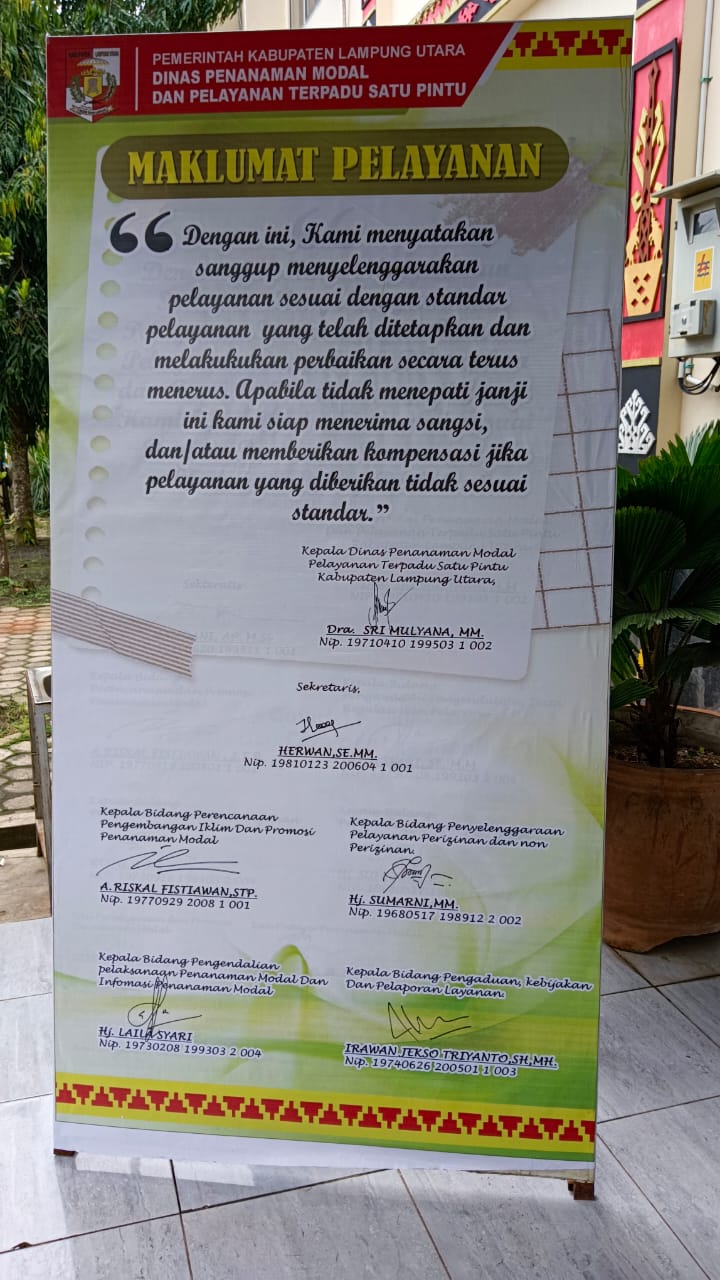 PEMERINTAH KABUPATEN LAMPUNG UTARA
DINAS PENANAMAN MODAL
DAN PELAYANAN TERPADU SATU PINTU
MAKLUMAT PELAYANAN
“Dengan ini, Kami menyatakan
sanggup menyelenggarakan
pelayanan sesuai dengan standar
pelayanan yang telah ditetapkan dan
melakukukan perbaikan secara terus
menerus. Apabila tidak menepati janji
ini kami siap menerima sangsi,
dan/atau memberikan kompensasi jika
pelayanan yang diberikan tidak sesuai
standar.”
Kepala Dinas Penanaman Modal
Pelayanan Terpadu Satu Pintu
Kabupaten Lampung Utara,
Dra. SRI MULYANA, MM.
Nip. 19710410 199503 1 002
Sekretaris,
HERWAN,SE.MM.
Nip. 19810123 200604 1 001
Kepala Bidang Perencanaan
Pengembangan Iklim Dan Promosi
Penanaman Modal
A. RISKAL FISTIAWAN,STP.
Nip. 19770929 2008 1 001
Kepala Bidang Penyelenggaraan
Pelayanan Perizinan dan non
Perizinan.
Hj. SUMARNI,MM.
Nip. 19680517 198912 2 002
Kepala Bidang Pengendalian
pelaksanaan Penanaman Modal Dan
Infomasi Penanaman Modal
Hj. LAILA SYARI
Nip. 19730208 199303 2 004
Kepala Bidang Pengaduan, kebijakan
Dan Pelaporan Layanan.
IRAWAN JEKSO TRIYANTO,SH,MH.
Nip. 19740626 200501 1 003